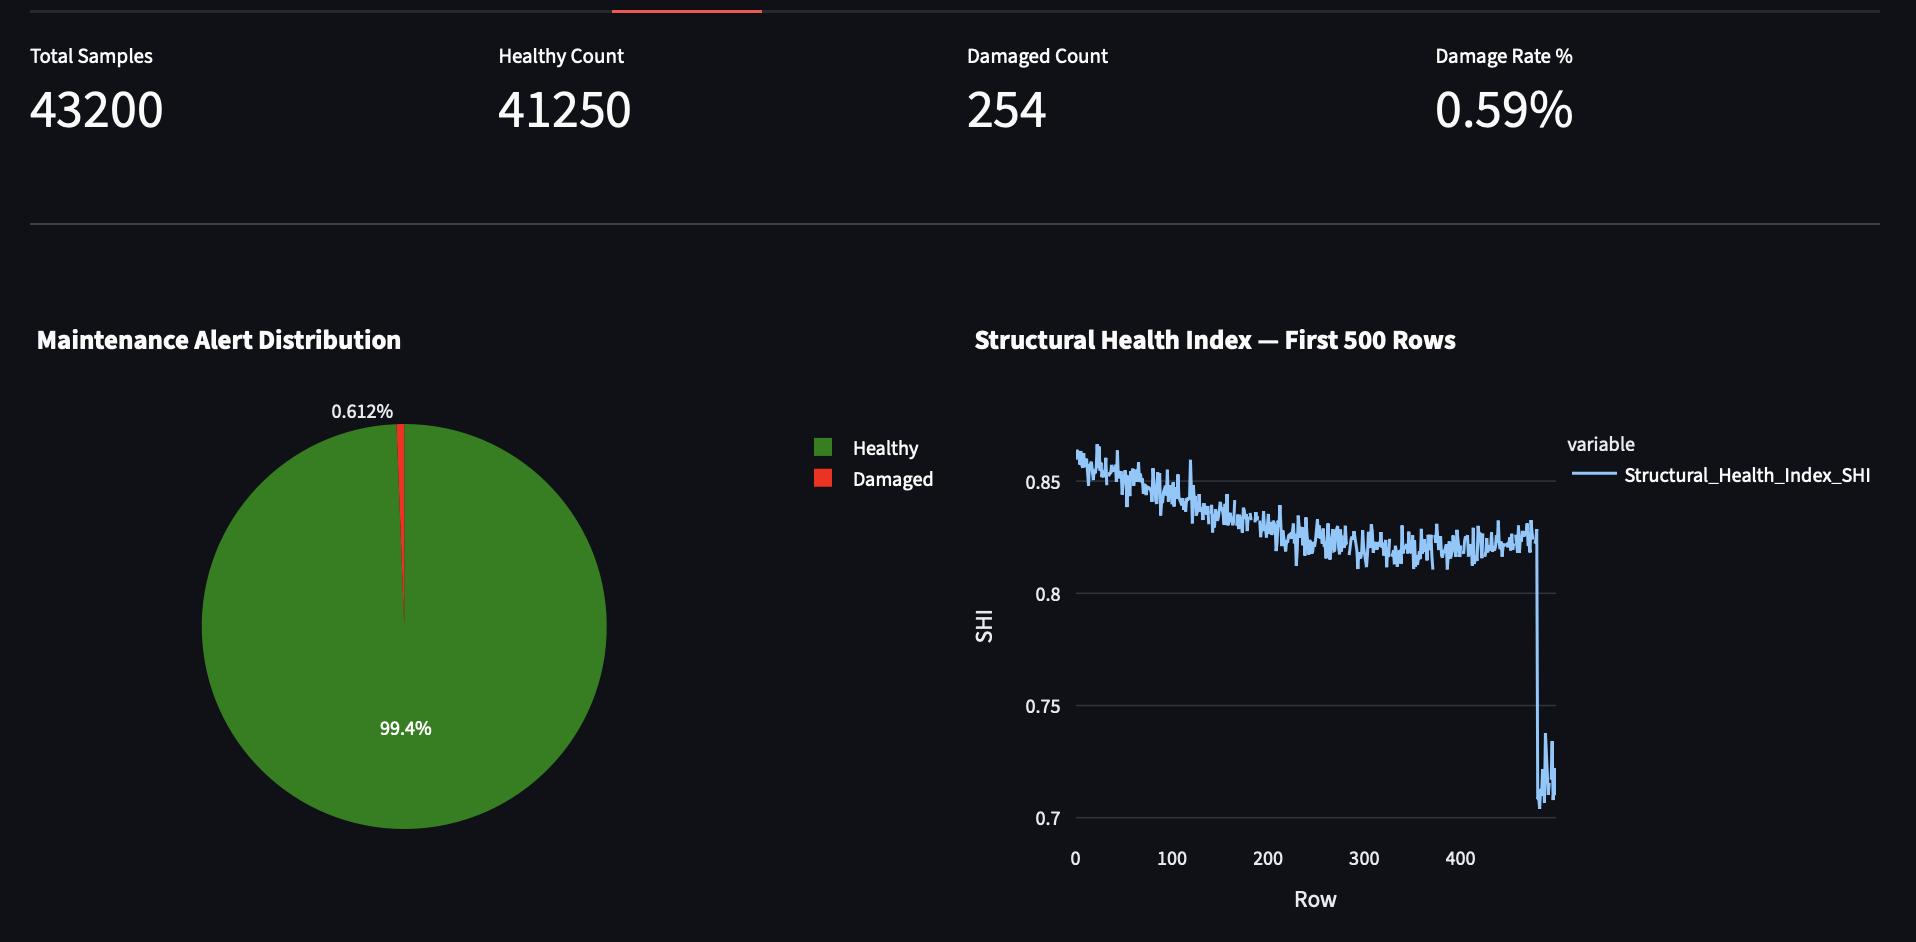 Total Samples
43200
Healthy Count
41250
Damaged Count
254
Damage Rate %
0.59%
Maintenance Alert Distribution
0.612%
99.4%
Healthy
Damaged
Structural Health Index — First 500 Rows
variable
Structural_Health_Index_SHI
SHI
0.85
0.8
0.75
0.7
0
100
200
300
400
Row